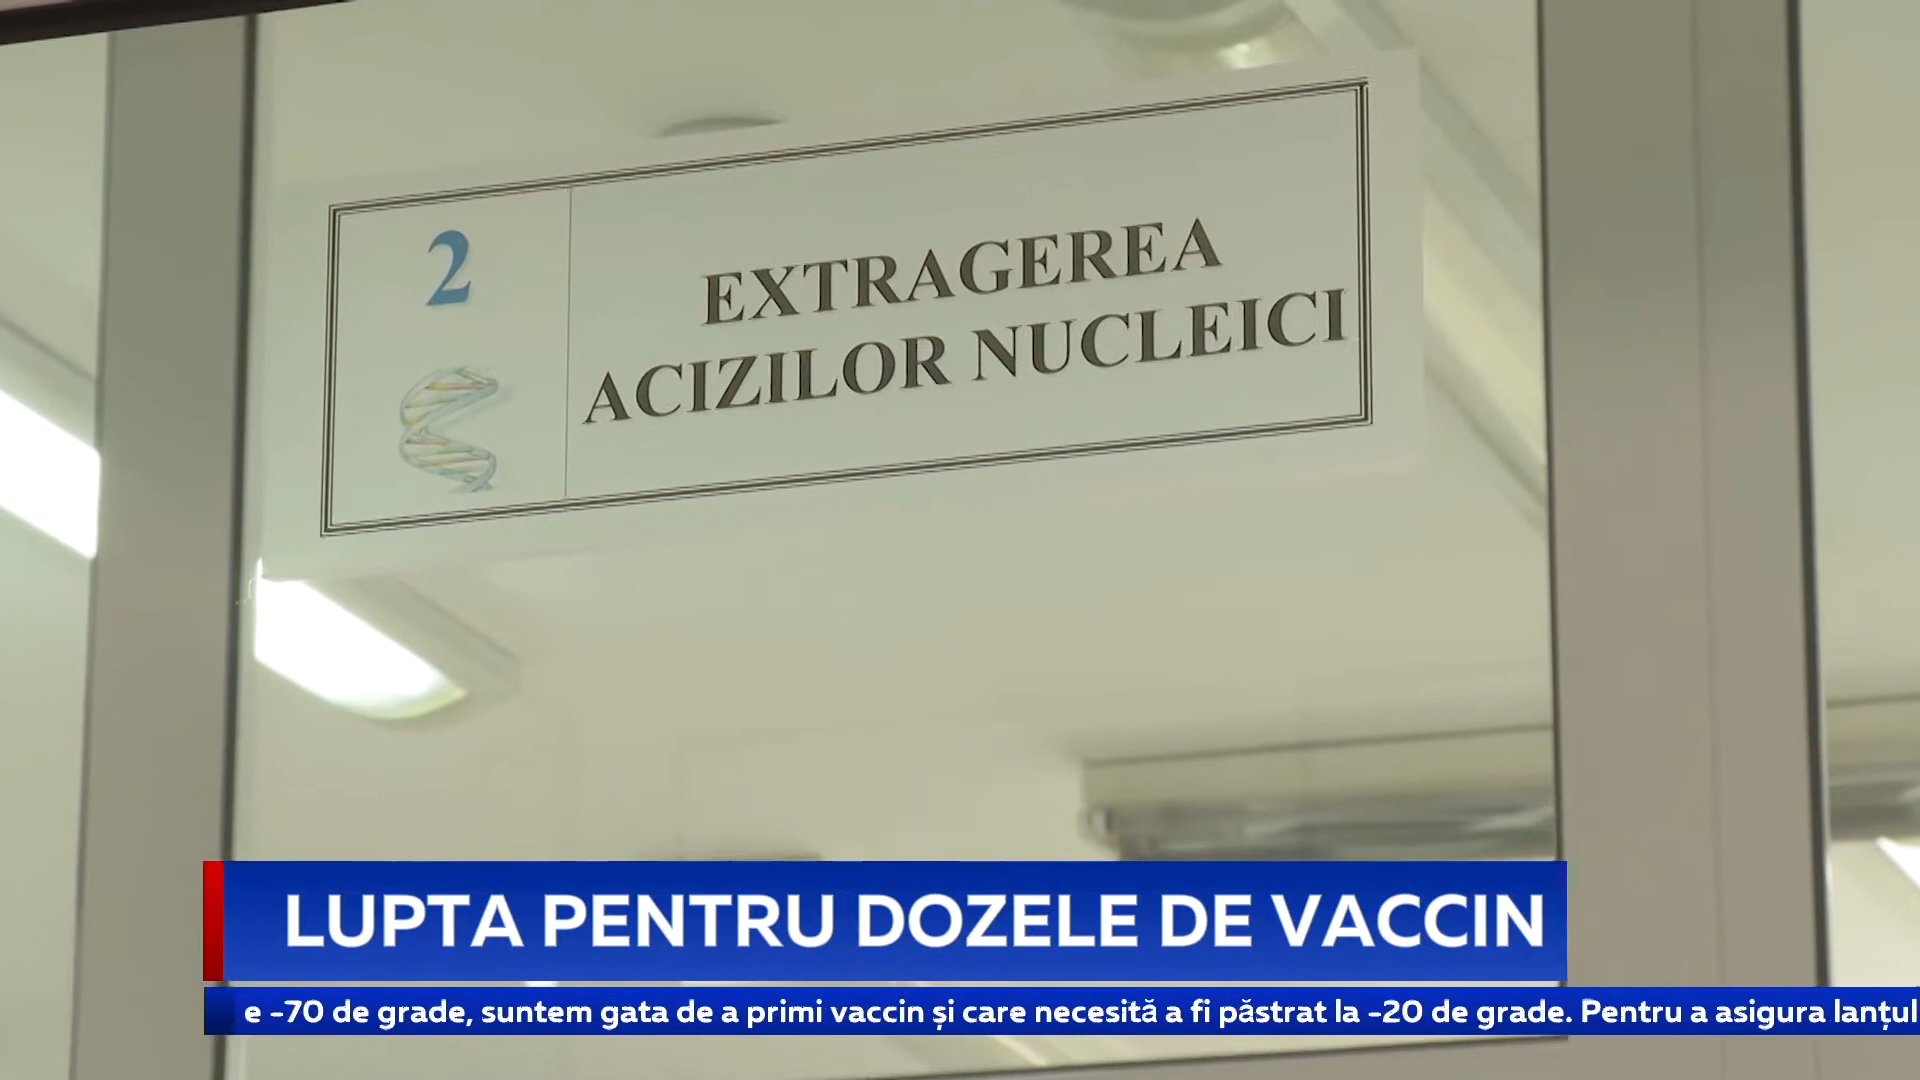 2
EXTRAGEREA
ACIZILOR NUCLEICI
LUPTA PENTRU DOZELE DE VACCIN
e -70 de grade, suntem gata de a primi vaccin și care necesită a fi păstrat la -20 de grade. Pentru a asigura lanțul